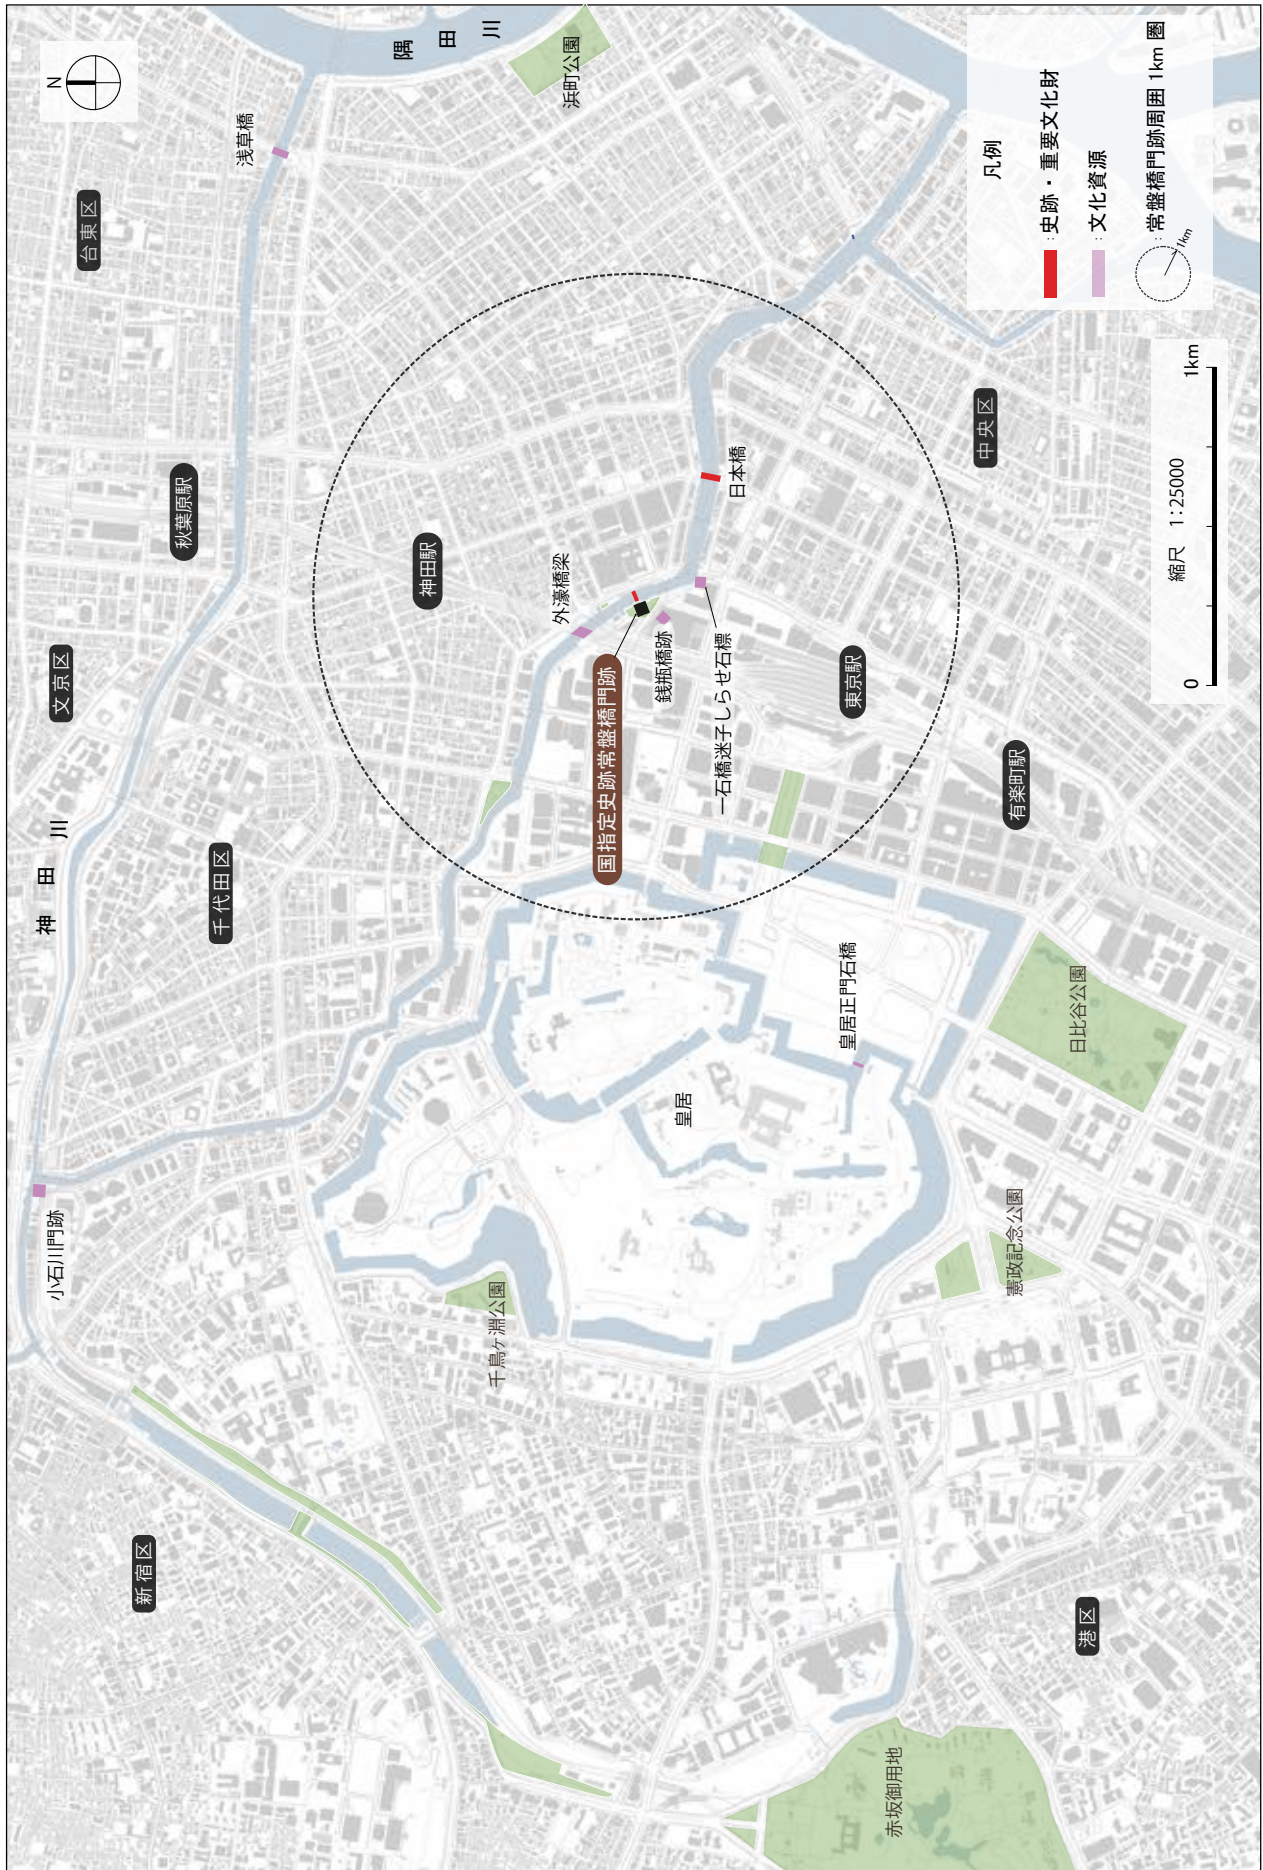 N
隅田川
浜町公園
浅草橋
台東区
秋葉原駅
文京区
神田川
千代田区
神田駅
外濠橋梁
国指定史跡常盤橋門跡
銭瓶橋跡
一石橋迷子しらせ石標
日本橋
中央区
東京駅
有楽町駅
皇居正門石橋
皇居
日比谷公園
憲政記念公園
千鳥ヶ淵公園
小石川門跡
新宿区
港区
赤坂御用地
凡例
:史跡・重要文化財
:文化資源
:常盤橋門跡周囲 1km 圏
1km
縮尺 1:25000
0
1km